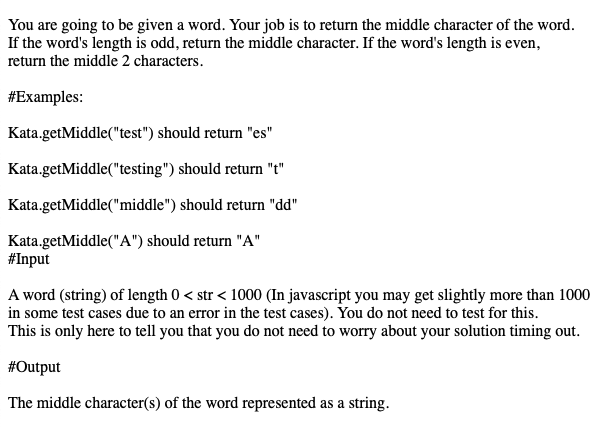 You are going to be given a word. Your job is to return the middle character of the word.
If the word's length is odd, return the middle character. If the word's length is even,
return the middle 2 characters.
#Examples:
Kata.getMiddle("test") should return "es"
Kata.getMiddle("testing") should return "t"
Kata.getMiddle("middle") should return "dd"
Kata.getMiddle("A") should return "A"
#Input
A word (string) of length 0 < str < 1000 (In javascript you may get slightly more than 1000
in some test cases due to an error in the test cases). You do not need to test for this.
This is only here to tell you that you do not need to worry about your solution timing out.
#Output
The middle character(s) of the word represented as a string.